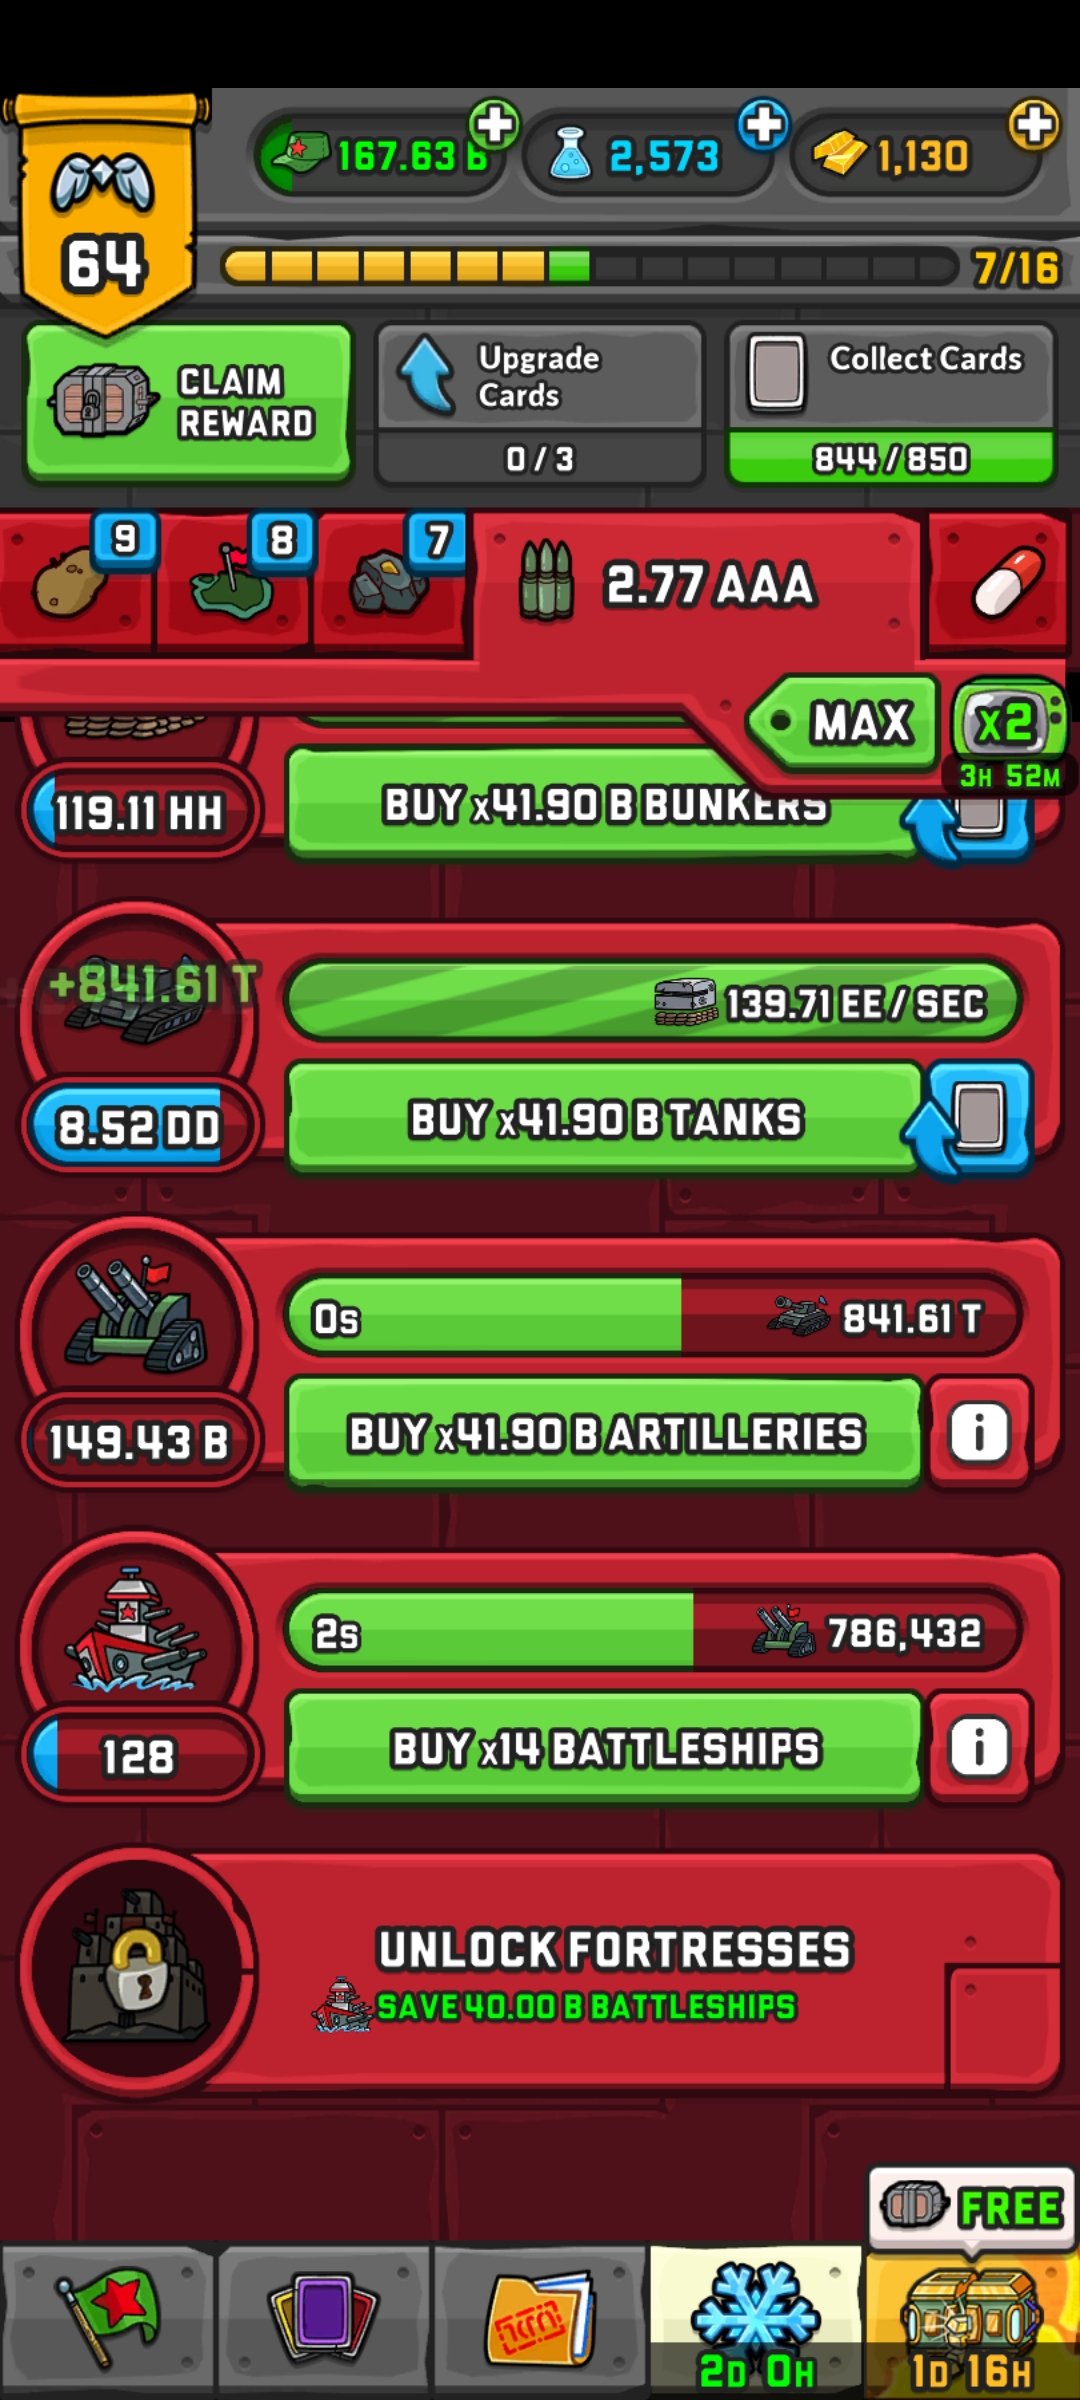 64
167.63 B
2,573
1,130
7/16
CLAIM
REWARD
Upgrade
Cards
0 / 3
Collect Cards
844 / 850
9
8
7
2.77 AAA
MAX
x2
3H 52M
119.11 HH
BUY x41.90 B BUNKERS
+841.61 T
139.71 EE / SEC
8.52 DD
BUY x41.90 B TANKS
0s
841.61 T
149.43 B
BUY x41.90 B ARTILLERIES
i
2s
786,432
128
BUY x14 BATTLESHIPS
i
UNLOCK FORTRESSES
SAVE 40.00 B BATTLESHIPS
FREE
2D 0H
1D 16H